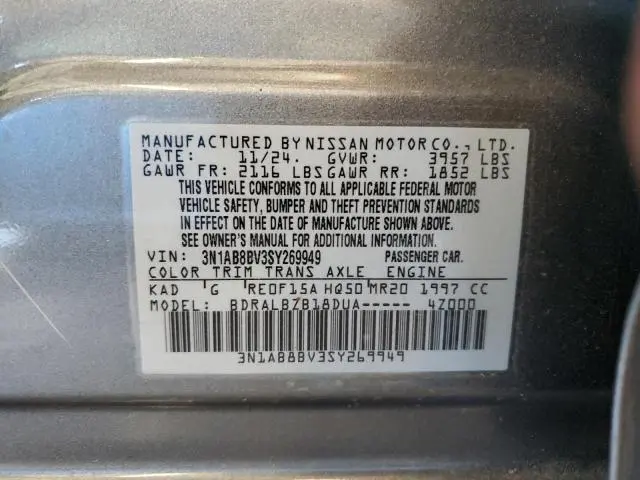 MANUFACTURED BY NISSAN MOTOR CO., LTD.
DATE: 11/24. GVWR: 3957 LBS
GAWR FR: 2116 LBS GAWR RR: 1852 LBS
THIS VEHICLE CONFORMS TO ALL APPLICABLE FEDERAL MOTOR
VEHICLE SAFETY, BUMPER AND THEFT PREVENTION STANDARDS
IN EFFECT ON THE DATE OF MANUFACTURE SHOWN ABOVE.
SEE OWNER'S MANUAL FOR ADDITIONAL INFORMATION.
VIN: 3N1AB8BV3SY269949 PASSENGER CAR.
COLOR TRIM TRANS AXLE ENGINE
KAD G RE0F15A HQ50 MR20 1997 CC
MODEL: BDRALBZB18DUA----- 4Z000
3N1AB8BV3SY269949